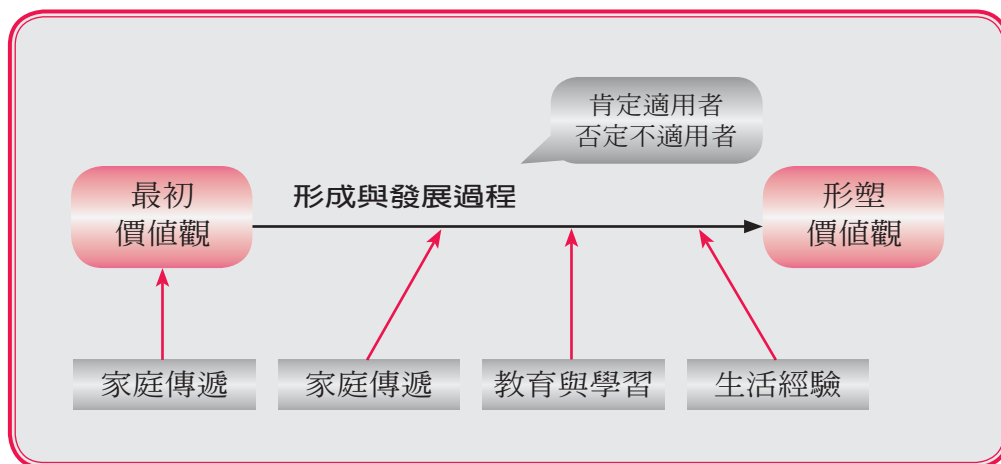 肯定適用者
否定不適用者
最初
價值觀
形成與發展過程
形塑
價值觀
家庭傳遞
家庭傳遞
教育與學習
生活經驗